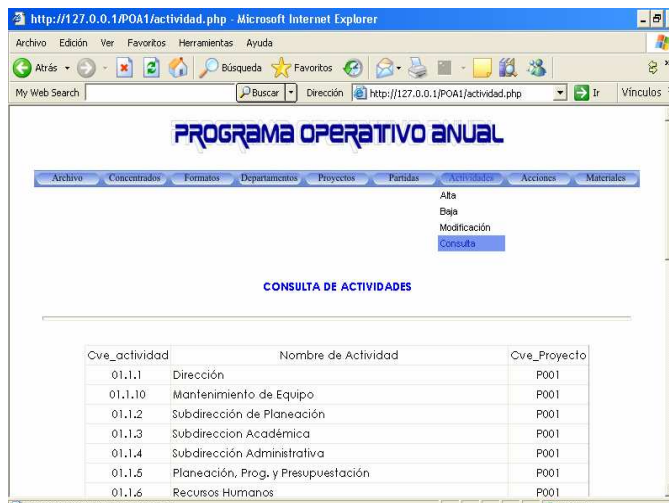 http://127.0.0.1/POA1/actividad.php - Microsoft Internet Explorer
Archivo Edición Ver Favoritos Herramientas Ayuda
Atrás Búsqueda Favoritos
My Web Search Buscar Dirección http://127.0.0.1/POA1/actividad.php Ir Vínculos
PROGRAMA OPERATIVO ANUAL
Archivo Concentrados Formatos Departamentos Proyectos Partidas Actividades Acciones Materiales
Alta
Baja
Modificación
Consulta
CONSULTA DE ACTIVIDADES
Cve_actividad Nombre de Actividad Cve_Proyecto
01.1.1 Dirección P001
01.1.10 Mantenimiento de Equipo P001
01.1.2 Subdirección de Planeación P001
01.1.3 Subdireccion Académica P001
01.1.4 Subdirección Administrativa P001
01.1.5 Planeación, Prog. y Presupuestación P001
01.1.6 Recursos Humanos P001